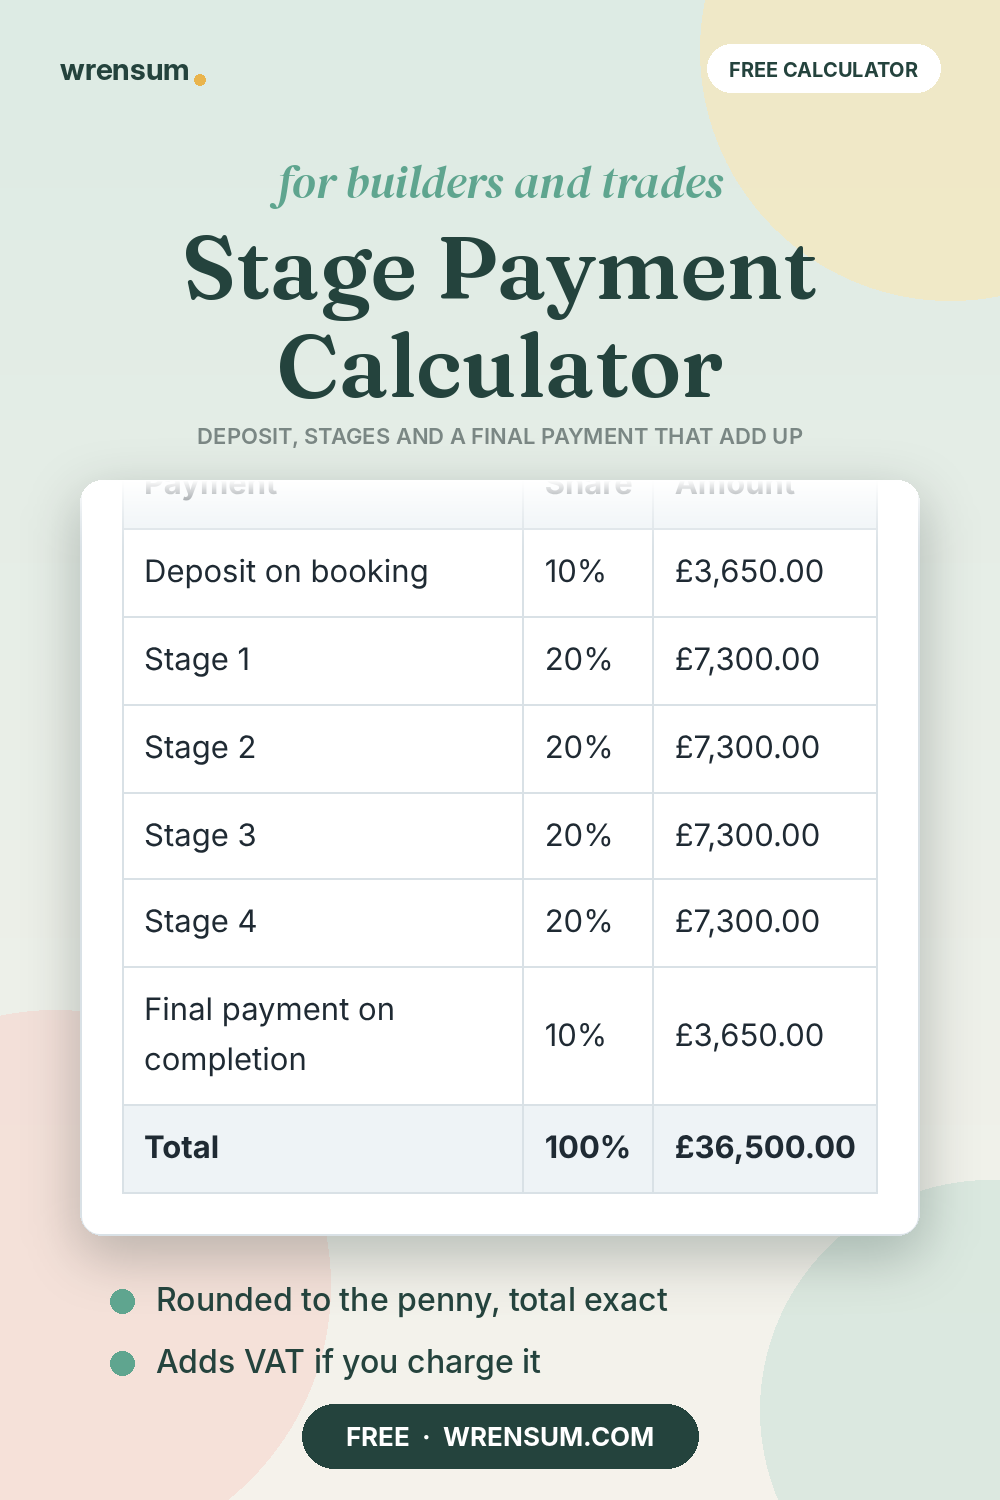 wrensum
FREE CALCULATOR
for builders and trades
Stage Payment
Calculator
DEPOSIT, STAGES AND A FINAL PAYMENT THAT ADD UP
Payment Share Amount
Deposit on booking 10% £3,650.00
Stage 1 20% £7,300.00
Stage 2 20% £7,300.00
Stage 3 20% £7,300.00
Stage 4 20% £7,300.00
Final payment on
completion 10% £3,650.00
Total 100% £36,500.00
Rounded to the penny, total exact
Adds VAT if you charge it
FREE · WRENSUM.COM